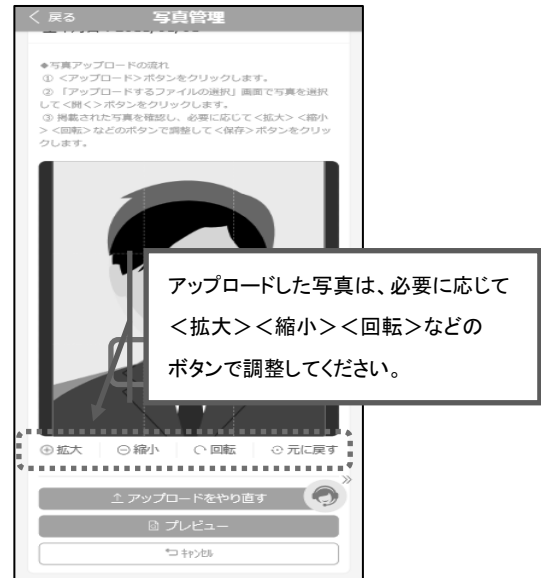 < 戻る 写真管理
◆写真アップロードの流れ
① <アップロード>ボタンをクリックします。
② 「アップロードするファイルの選択」画面で写真を選択
して<開く>ボタンをクリックします。
③ 掲載された写真を確認し、必要に応じて<拡大> <縮小
> <回転>などのボタンで調整して<保存>ボタンをクリッ
クします。
アップロードした写真は、必要に応じて
<拡大><縮小><回転>などの
ボタンで調整してください。
拡大 縮小 回転 元に戻す
アップロードをやり直す
プレビュー
キャンセル